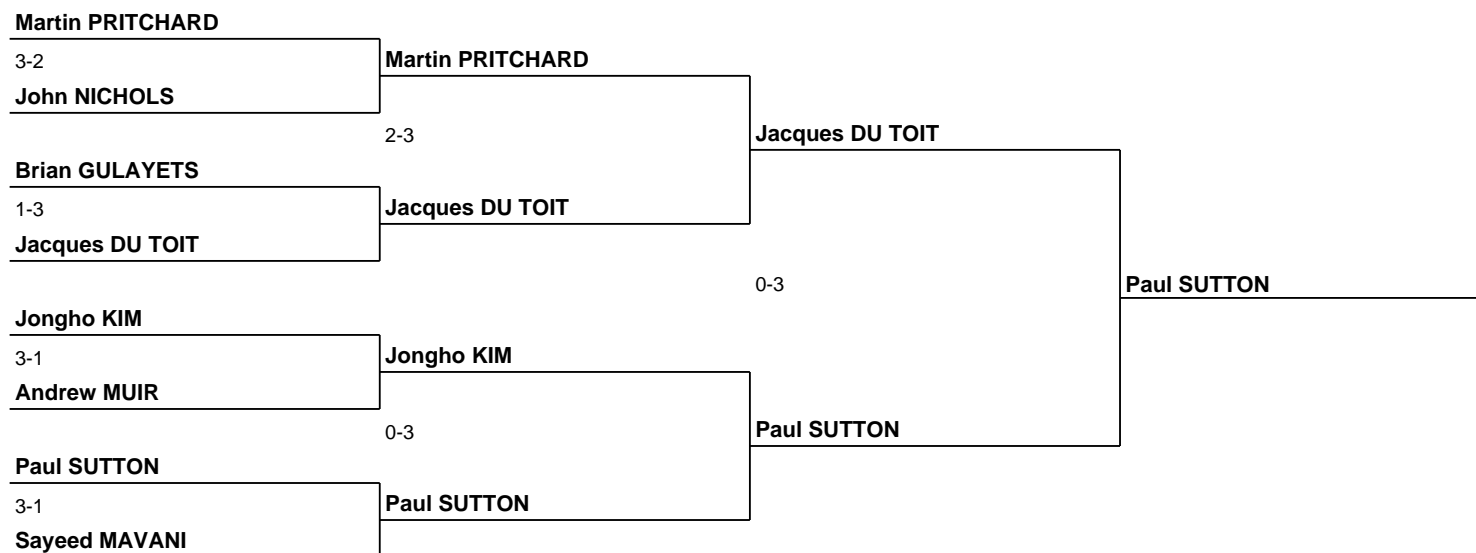 Martin PRITCHARD
3-2
Martin PRITCHARD
John NICHOLS
2-3
Jacques DU TOIT
Brian GULAYETS
1-3
Jacques DU TOIT
Jacques DU TOIT
0-3
Paul SUTTON
Jongho KIM
3-1
Jongho KIM
Andrew MUIR
0-3
Paul SUTTON
Paul SUTTON
3-1
Paul SUTTON
Sayeed MAVANI